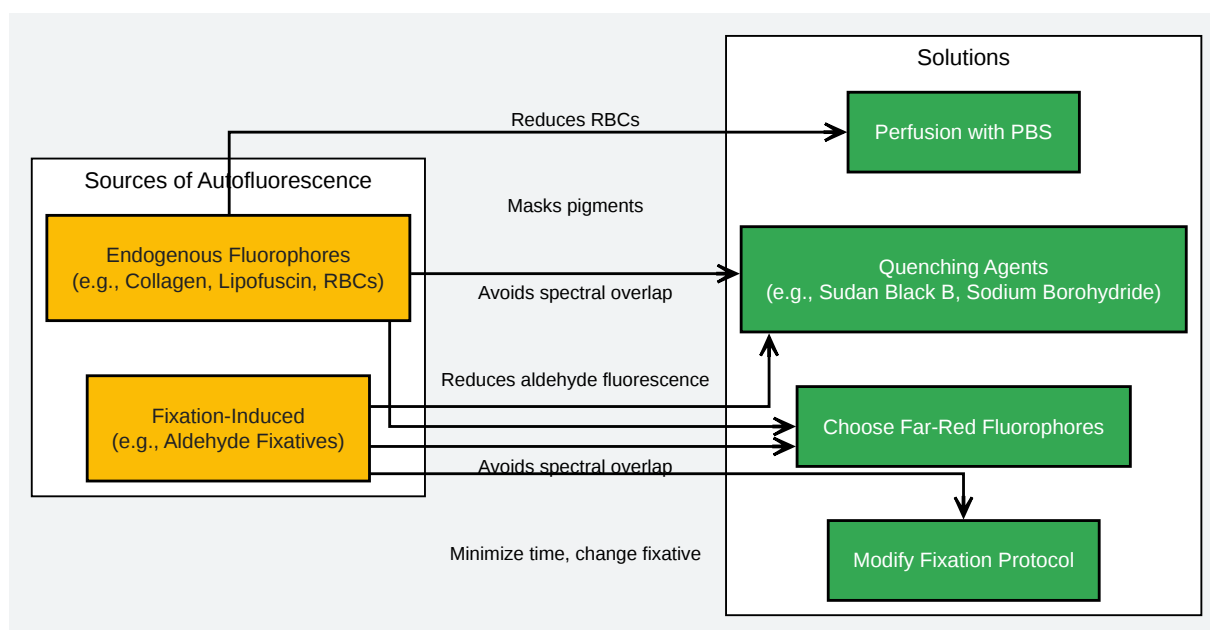 Solutions
Reduces RBCs
Perfusion with PBS
Sources of Autofluorescence
Masks pigments
Endogenous Fluorophores
(e.g., Collagen, Lipofuscin, RBCs)
Quenching Agents
(e.g., Sudan Black B, Sodium Borohydride)
Avoids spectral overlap
Reduces aldehyde fluorescence
Fixation-Induced
(e.g., Aldehyde Fixatives)
Choose Far-Red Fluorophores
Avoids spectral overlap
Minimize time, change fixative
Modify Fixation Protocol